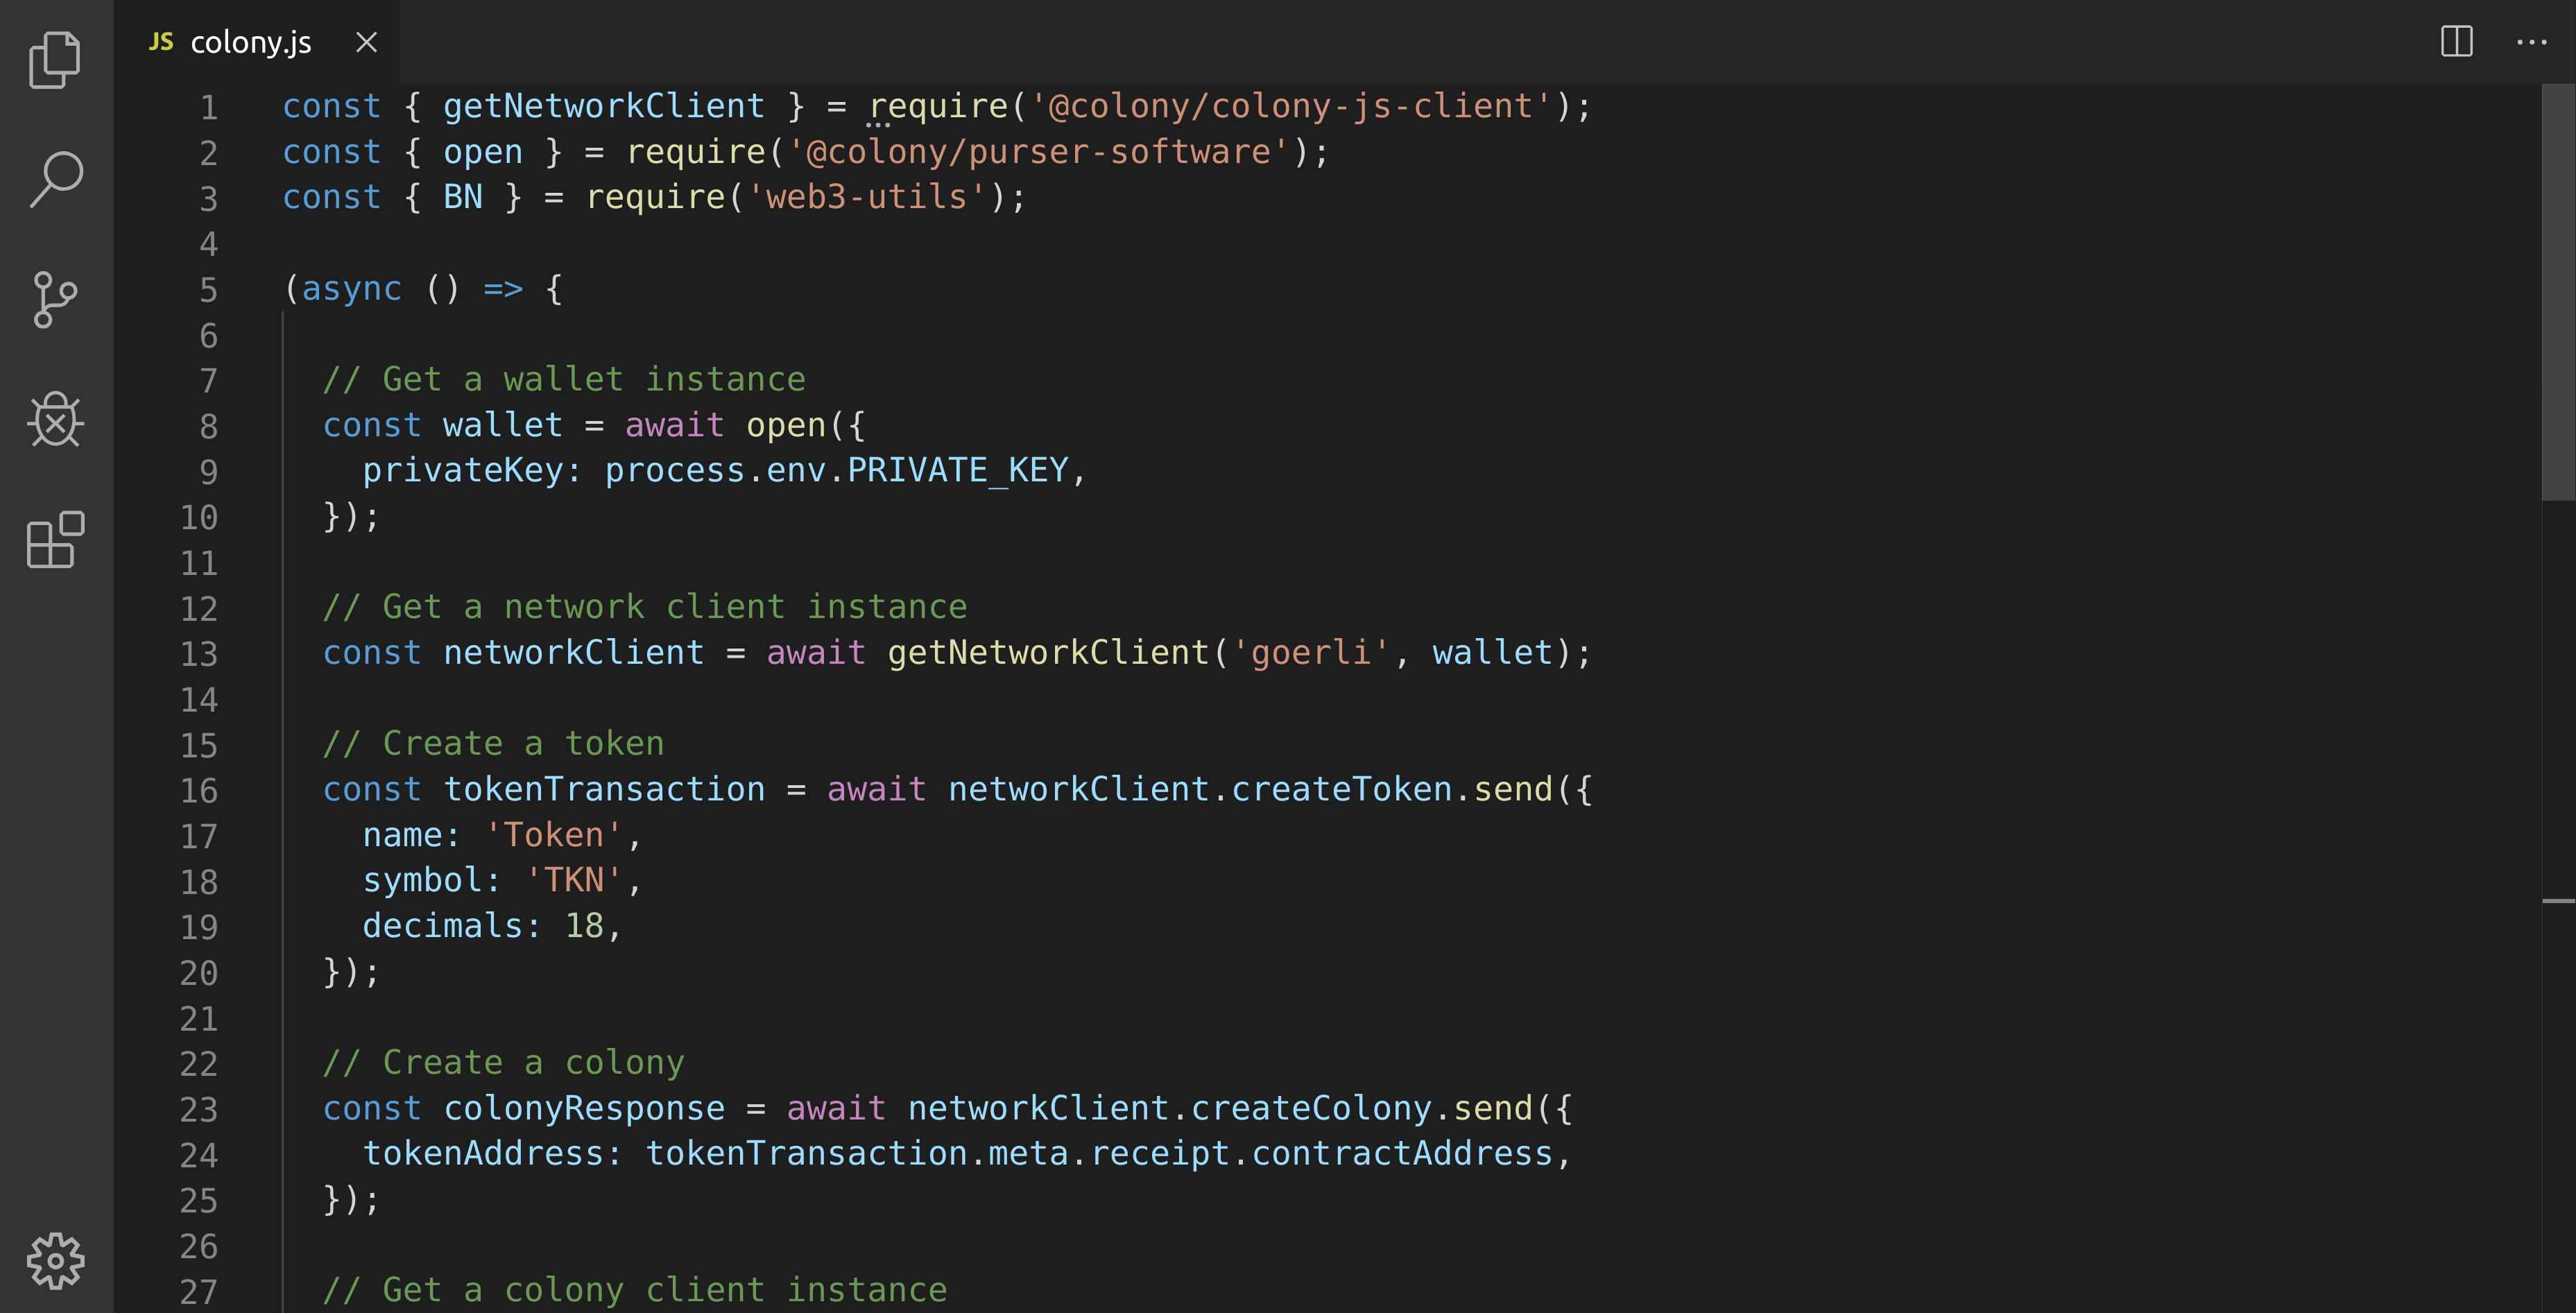 JS colony.js
1 const { getNetworkClient } = require('@colony/colony-js-client');
2 const { open } = require('@colony/purser-software');
3 const { BN } = require('web3-utils');
4
5 (async () => {
6
7   // Get a wallet instance
8   const wallet = await open({
9     privateKey: process.env.PRIVATE_KEY,
10   });
11
12   // Get a network client instance
13   const networkClient = await getNetworkClient('goerli', wallet);
14
15   // Create a token
16   const tokenTransaction = await networkClient.createToken.send({
17     name: 'Token',
18     symbol: 'TKN',
19     decimals: 18,
20   });
21
22   // Create a colony
23   const colonyResponse = await networkClient.createColony.send({
24     tokenAddress: tokenTransaction.meta.receipt.contractAddress,
25   });
26
27   // Get a colony client instance